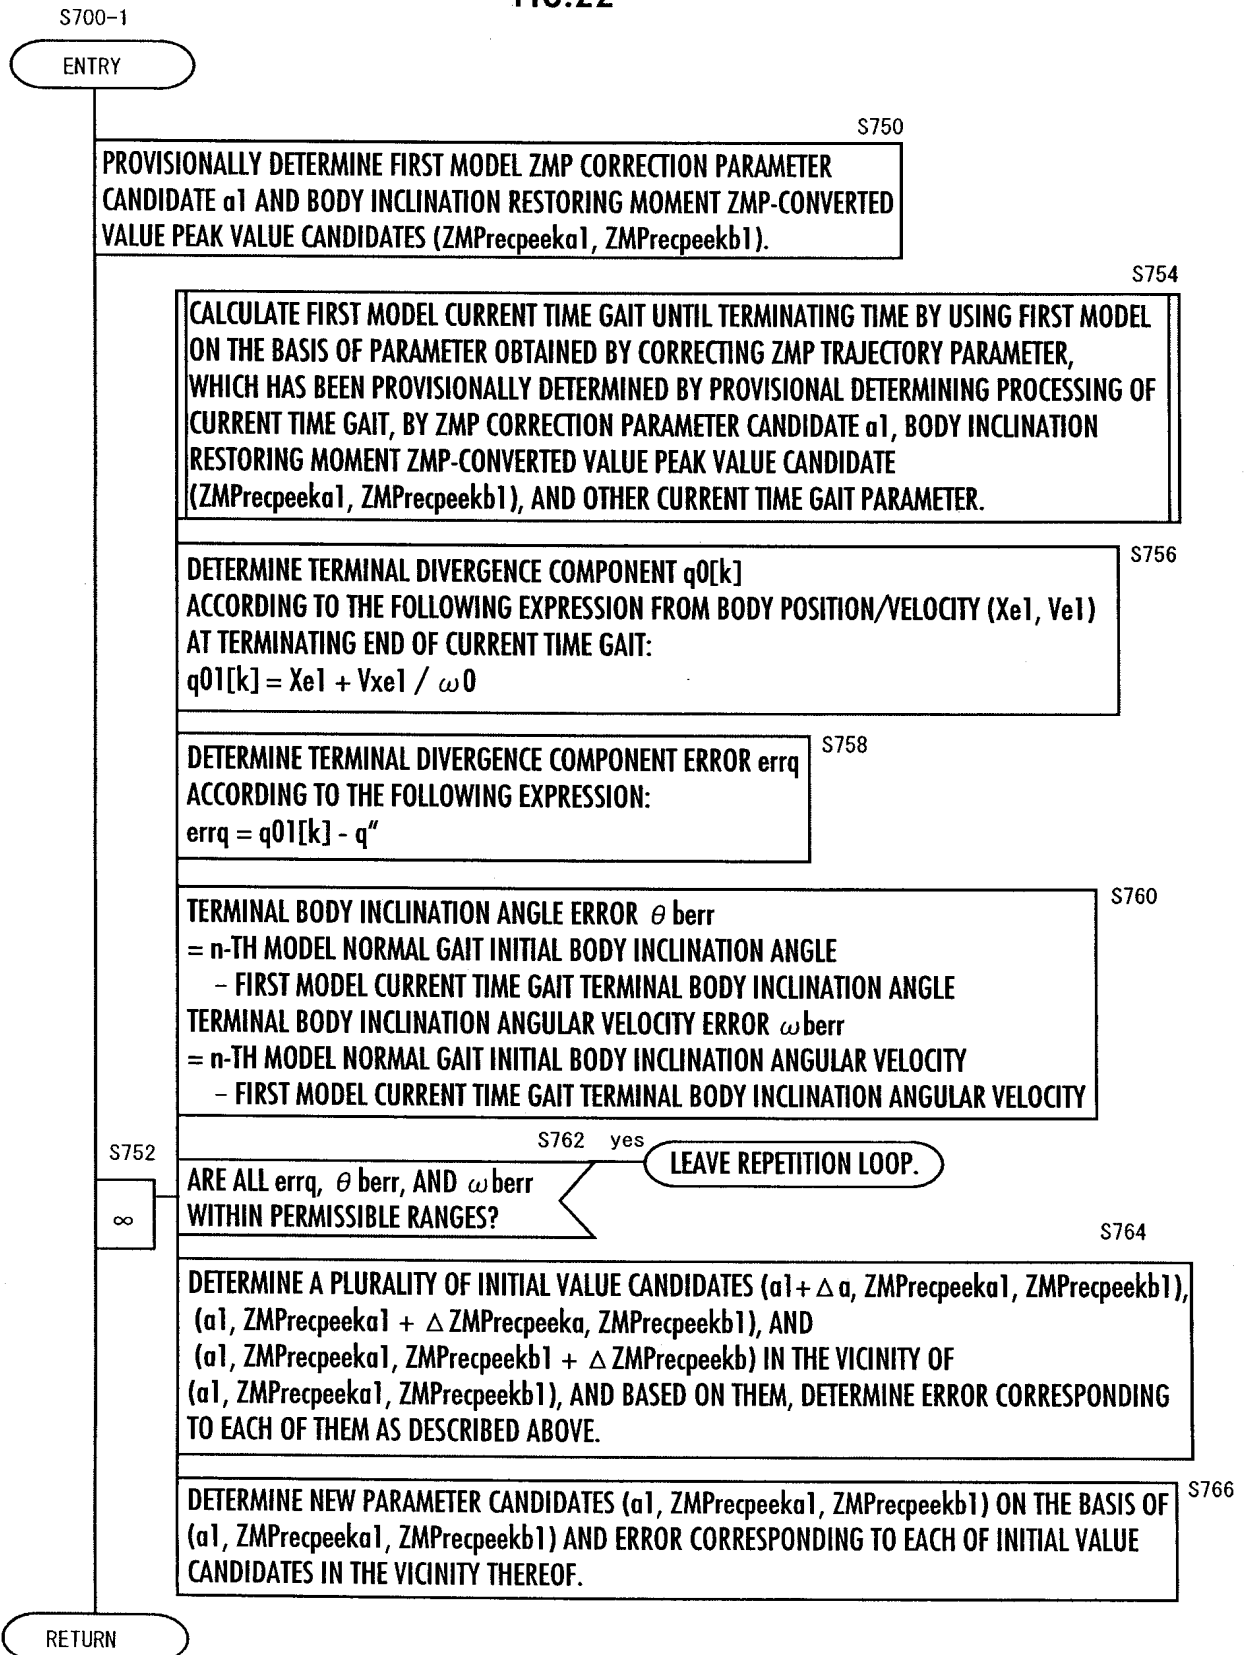 FIG.22
S700-1
ENTRY
S750
PROVISIONALLY DETERMINE FIRST MODEL ZMP CORRECTION PARAMETER
CANDIDATE a1 AND BODY INCLINATION RESTORING MOMENT ZMP-CONVERTED
VALUE PEAK VALUE CANDIDATES (ZMPrecpeeka1, ZMPrecpeekb1).
S754
CALCULATE FIRST MODEL CURRENT TIME GAIT UNTIL TERMINATING TIME BY USING FIRST MODEL
ON THE BASIS OF PARAMETER OBTAINED BY CORRECTING ZMP TRAJECTORY PARAMETER,
WHICH HAS BEEN PROVISIONALLY DETERMINED BY PROVISIONAL DETERMINING PROCESSING OF
CURRENT TIME GAIT, BY ZMP CORRECTION PARAMETER CANDIDATE a1, BODY INCLINATION
RESTORING MOMENT ZMP-CONVERTED VALUE PEAK VALUE CANDIDATE
(ZMPrecpeeka1, ZMPrecpeekb1), AND OTHER CURRENT TIME GAIT PARAMETER.
S756
DETERMINE TERMINAL DIVERGENCE COMPONENT q0[k]
ACCORDING TO THE FOLLOWING EXPRESSION FROM BODY POSITION/VELOCITY (Xe1, Ve1)
AT TERMINATING END OF CURRENT TIME GAIT:
q01[k] = Xe1 + Vxe1 / ω0
S758
DETERMINE TERMINAL DIVERGENCE COMPONENT ERROR errq
ACCORDING TO THE FOLLOWING EXPRESSION:
errq = q01[k] - q"
S760
TERMINAL BODY INCLINATION ANGLE ERROR θberr
= n-TH MODEL NORMAL GAIT INITIAL BODY INCLINATION ANGLE
– FIRST MODEL CURRENT TIME GAIT TERMINAL BODY INCLINATION ANGLE
TERMINAL BODY INCLINATION ANGULAR VELOCITY ERROR ωberr
= n-TH MODEL NORMAL GAIT INITIAL BODY INCLINATION ANGULAR VELOCITY
– FIRST MODEL CURRENT TIME GAIT TERMINAL BODY INCLINATION ANGULAR VELOCITY
S752
∞
S762 yes
LEAVE REPETITION LOOP.
ARE ALL errq, θberr, AND ωberr
WITHIN PERMISSIBLE RANGES?
S764
DETERMINE A PLURALITY OF INITIAL VALUE CANDIDATES (a1+Δa, ZMPrecpeeka1, ZMPrecpeekb1),
(a1, ZMPrecpeeka1 + ΔZMPrecpeeka, ZMPrecpeekb1), AND
(a1, ZMPrecpeeka1, ZMPrecpeekb1 + ΔZMPrecpeekb) IN THE VICINITY OF
(a1, ZMPrecpeeka1, ZMPrecpeekb1), AND BASED ON THEM, DETERMINE ERROR CORRESPONDING
TO EACH OF THEM AS DESCRIBED ABOVE.
S766
DETERMINE NEW PARAMETER CANDIDATES (a1, ZMPrecpeeka1, ZMPrecpeekb1) ON THE BASIS OF
(a1, ZMPrecpeeka1, ZMPrecpeekb1) AND ERROR CORRESPONDING TO EACH OF INITIAL VALUE
CANDIDATES IN THE VICINITY THEREOF.
RETURN